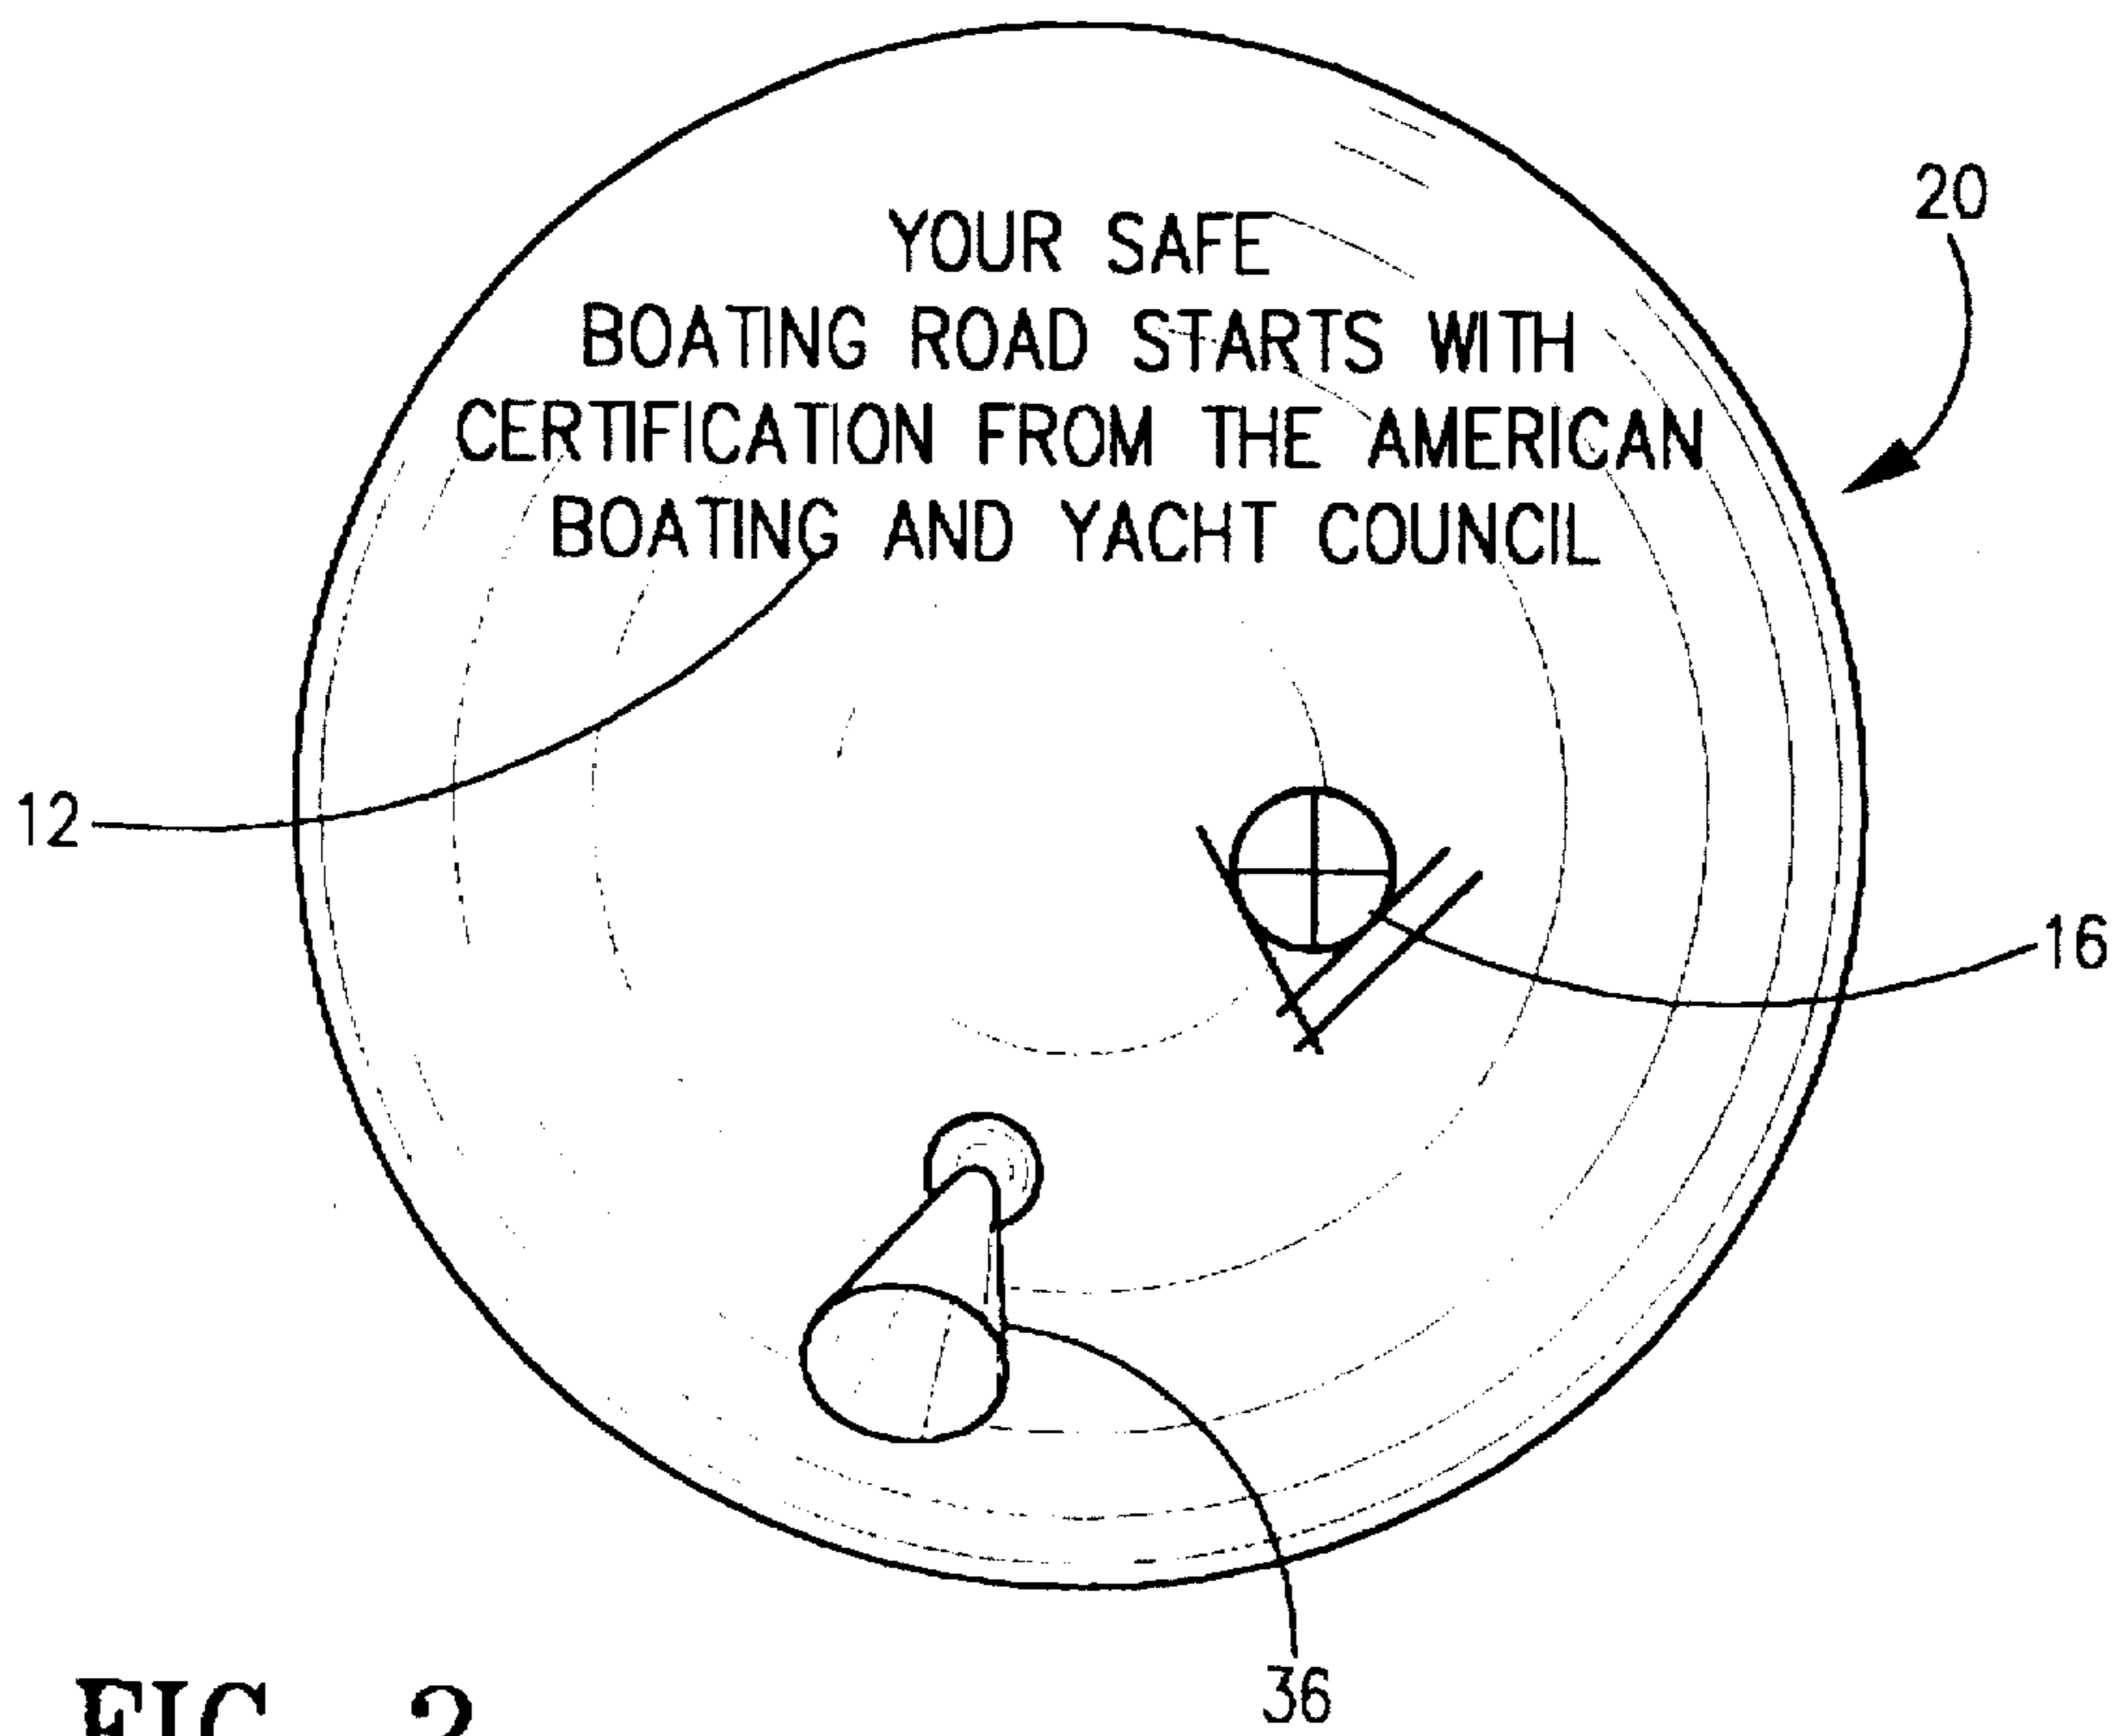 YOUR SAFE
BOATING ROAD STARTS WITH
CERTIFICATION FROM THE AMERICAN
BOATING AND YACHT COUNCIL
20
12
16
36
FIG. 2